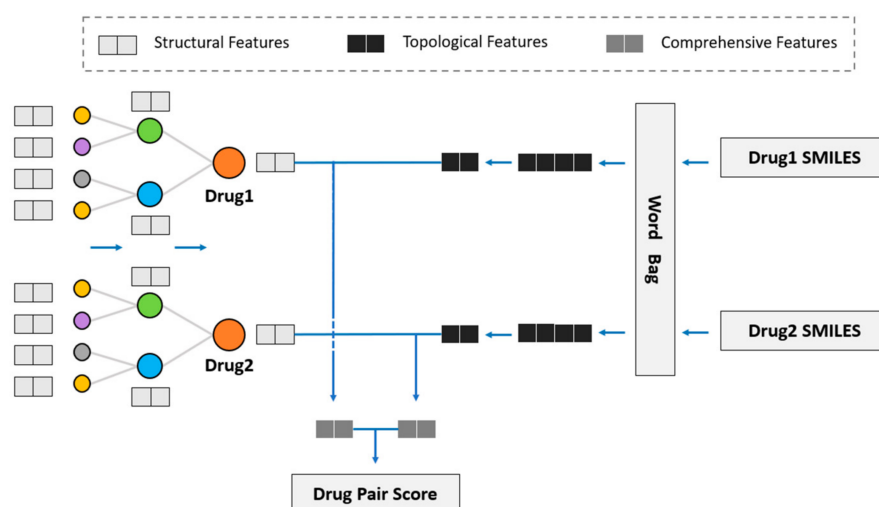 Structural Features
Topological Features
Comprehensive Features
Drug1
Drug2
Word Bag
Drug1 SMILES
Drug2 SMILES
Drug Pair Score